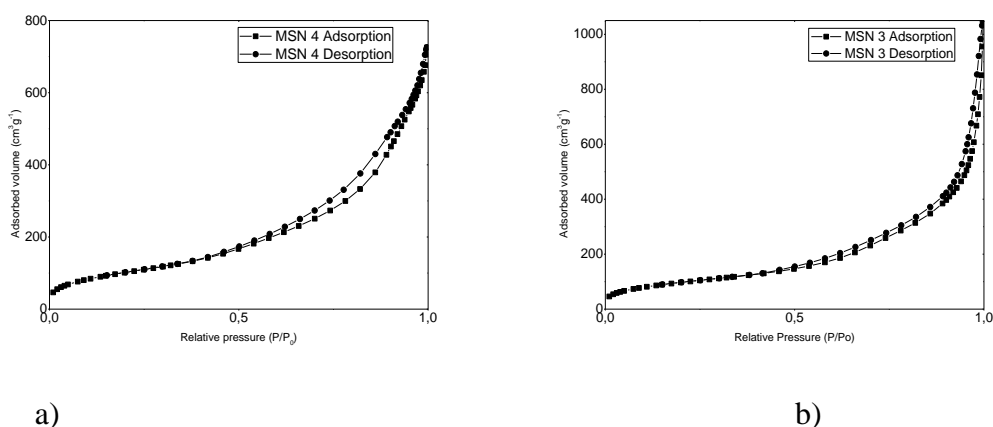 800
600
400
200
0
0,0
0,5
1,0
Adsorbed volume (cm³g⁻¹)
Relative pressure (P/P₀)
MSN 4 Adsorption
MSN 4 Desorption
a)
1000
800
600
400
200
0
0,0
0,5
1,0
Adsorbed volume (cm³g⁻¹)
Relative Pressure (P/Po)
MSN 3 Adsorption
MSN 3 Desorption
b)